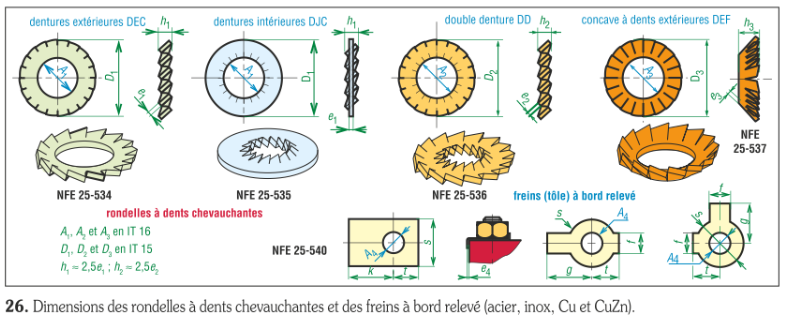 dentures extérieures DEC
h₁
dentures intérieures DJC
h₁
double denture DD
h₂
concave à dents extérieures DEF
h₃
A₁
D₁
e₁
A₁
D₁
e₁
A₂
D₂
e₂
A₃
D₃
e₃
NFE
25-537
NFE 25-534
NFE 25-535
NFE 25-536
rondelles à dents chevauchantes
freins (tôle) à bord relevé
A₁, A₂ et A₃ en IT 16
D₁, D₂ et D₃ en IT 15
h₁ ≈ 2,5e₁ ; h₂ ≈ 2,5e₂
NFE 25-540
A₄
s
k
t
e₄
s
A₄
f
g
t
f
s
g
f
A₄
t
26. Dimensions des rondelles à dents chevauchantes et des freins à bord relevé (acier, inox, Cu et CuZn).